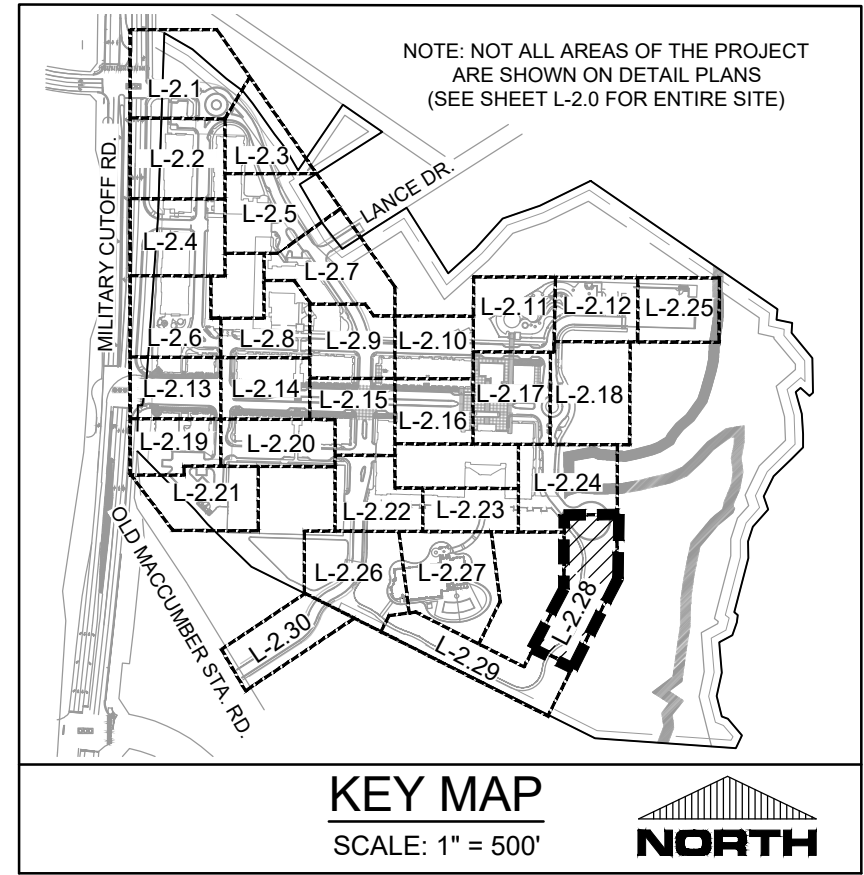 NOTE: NOT ALL AREAS OF THE PROJECT
ARE SHOWN ON DETAIL PLANS
(SEE SHEET L-2.0 FOR ENTIRE SITE)
MILITARY CUTOFF RD.
LANCE DR.
OLD MACCUMBER STA. RD.
L-2.1
L-2.2
L-2.3
L-2.4
L-2.5
L-2.7
L-2.6
L-2.8
L-2.9
L-2.10
L-2.11
L-2.12
L-2.25
L-2.13
L-2.14
L-2.15
L-2.16
L-2.17
L-2.18
L-2.19
L-2.20
L-2.21
L-2.22
L-2.23
L-2.24
L-2.26
L-2.27
L-2.28
L-2.29
L-2.30
KEY MAP
SCALE: 1" = 500'
NORTH